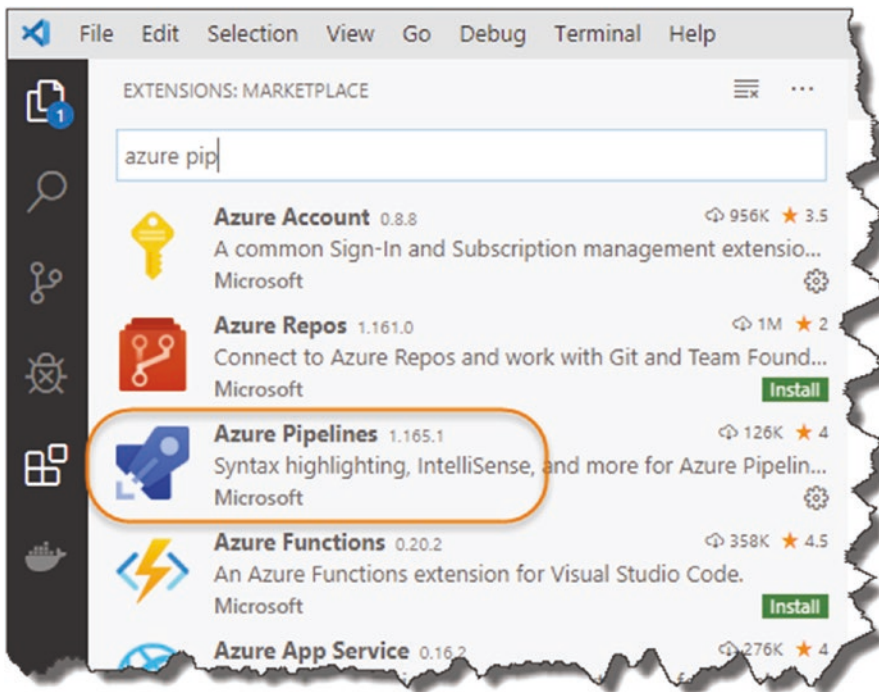 File Edit Selection View Go Debug Terminal Help
EXTENSIONS: MARKETPLACE
1
azure pip
Azure Account 0.8.8 956K 3.5
A common Sign-In and Subscription management extensio...
Microsoft
Azure Repos 1.161.0 1M 2
Connect to Azure Repos and work with Git and Team Found...
Microsoft Install
Azure Pipelines 1.165.1 126K 4
Syntax highlighting, IntelliSense, and more for Azure Pipelin...
Microsoft
Azure Functions 0.20.2 358K 4.5
An Azure Functions extension for Visual Studio Code.
Microsoft Install
Azure App Service 0.16.2 276K 4